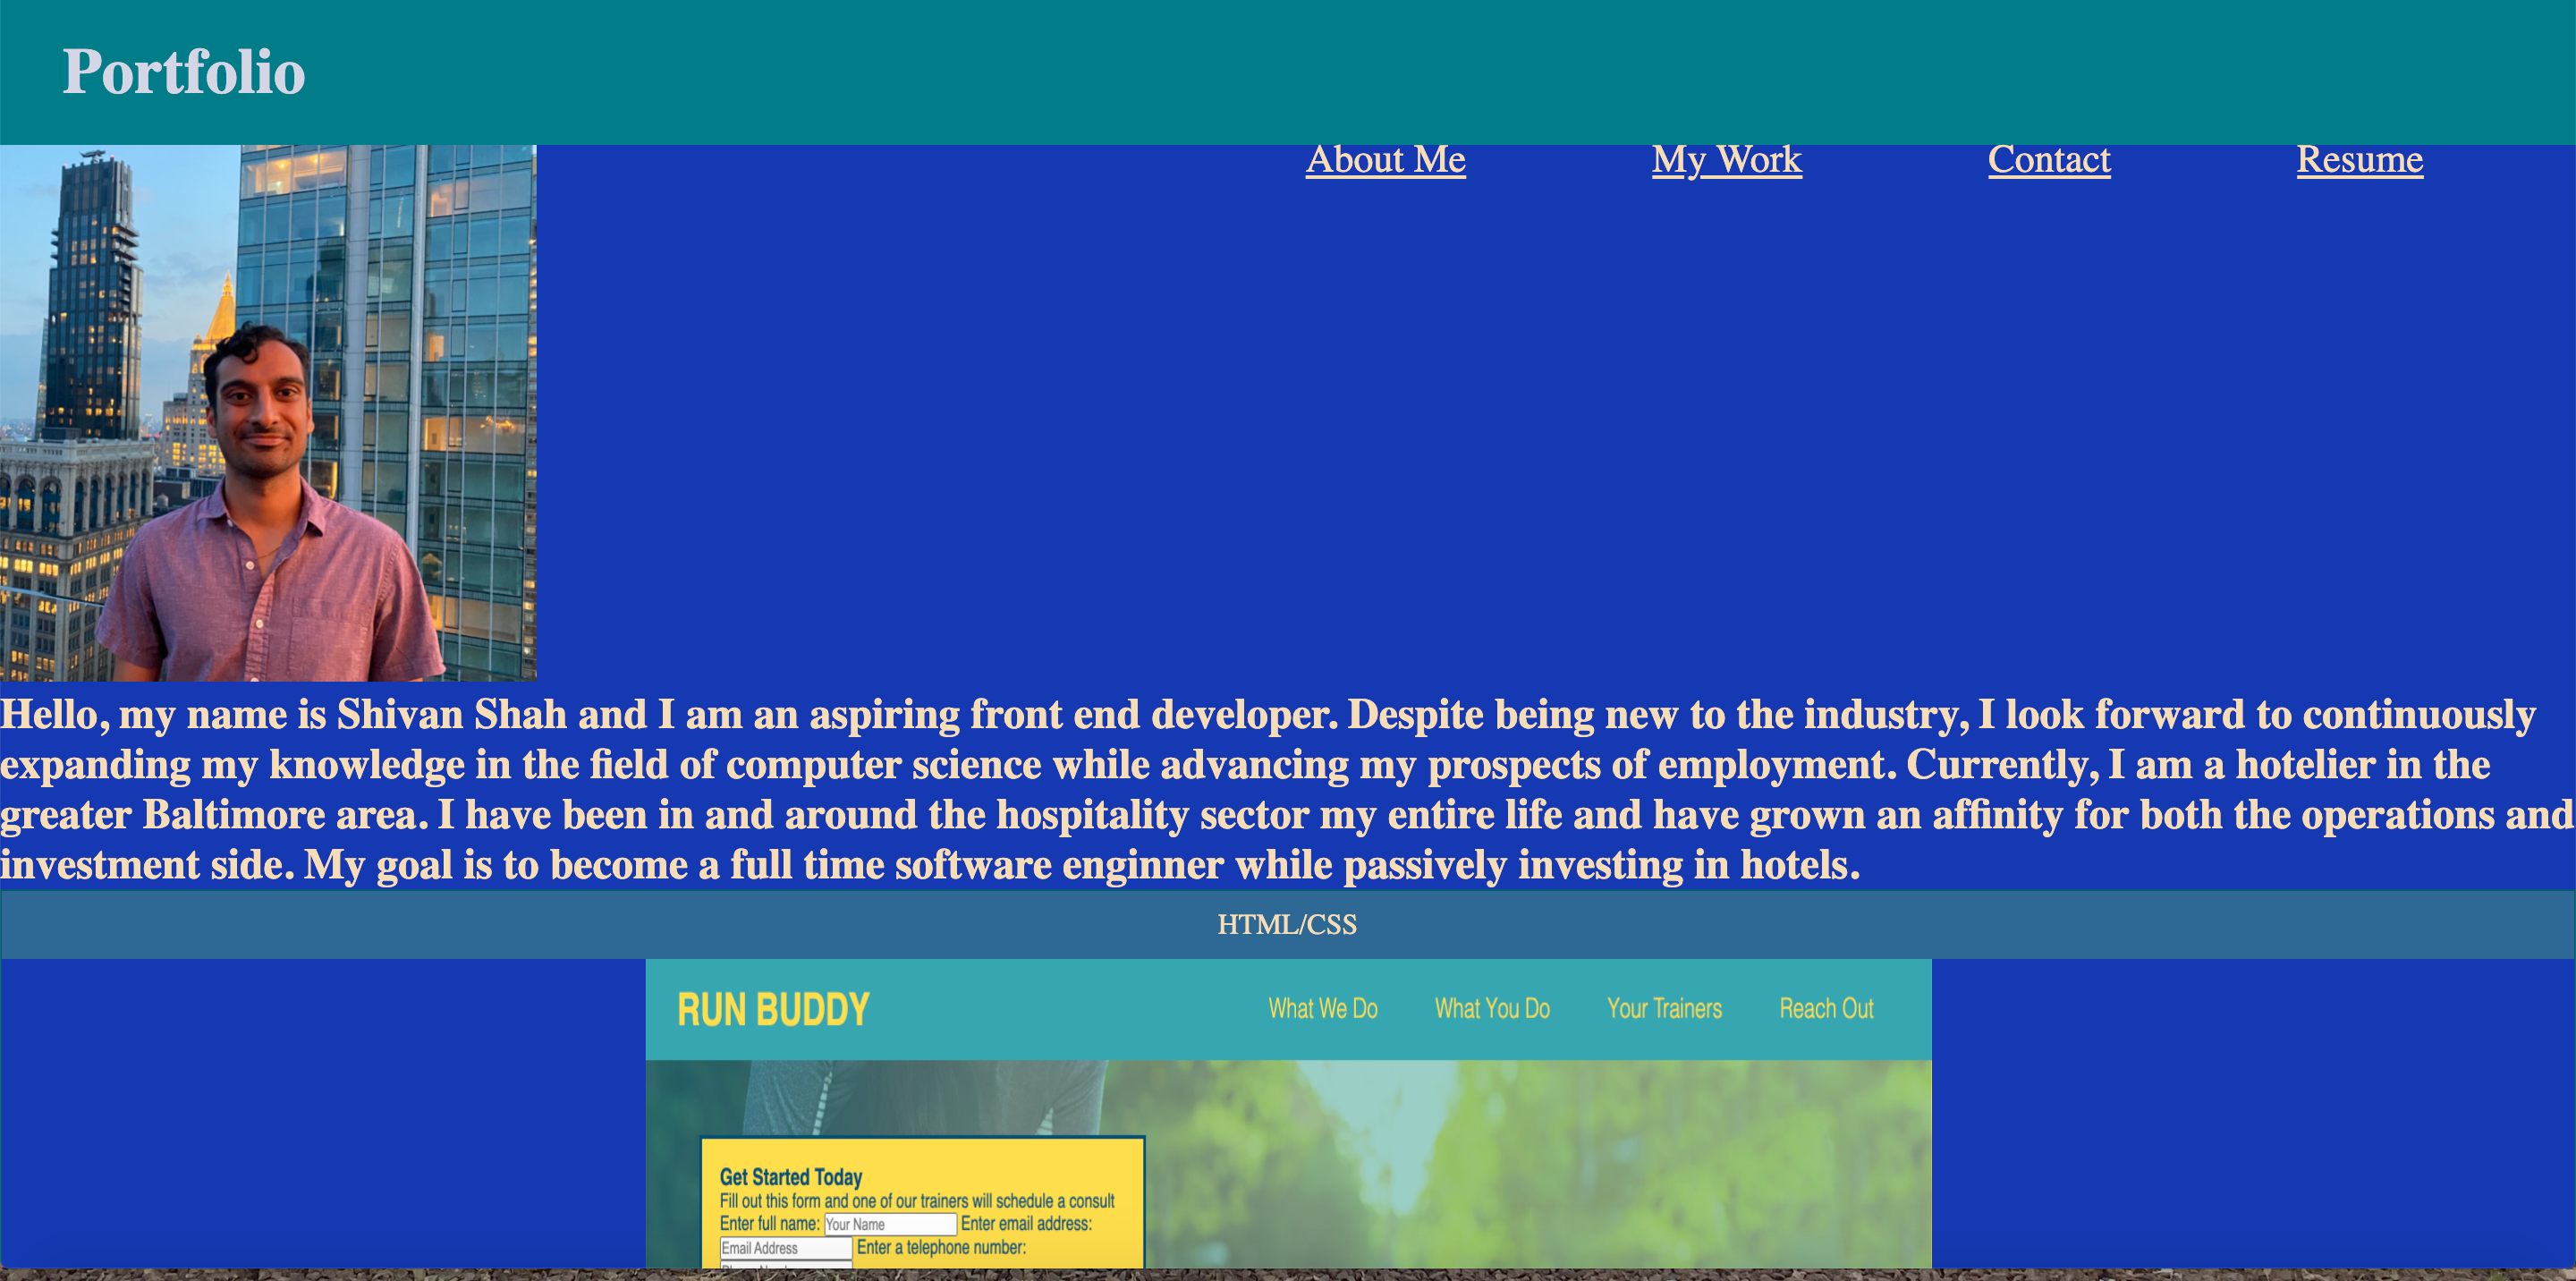 Portfolio
About Me My Work Contact Resume
Hello, my name is Shivan Shah and I am an aspiring front end developer. Despite being new to the industry, I look forward to continuously
expanding my knowledge in the field of computer science while advancing my prospects of employment. Currently, I am a hotelier in the
greater Baltimore area. I have been in and around the hospitality sector my entire life and have grown an affinity for both the operations and
investment side. My goal is to become a full time software enginner while passively investing in hotels.
HTML/CSS
RUN BUDDY What We Do What You Do Your Trainers Reach Out
Get Started Today
Fill out this form and one of our trainers will schedule a consult
Enter full name: Your Name Enter email address:
Email Address Enter a telephone number: